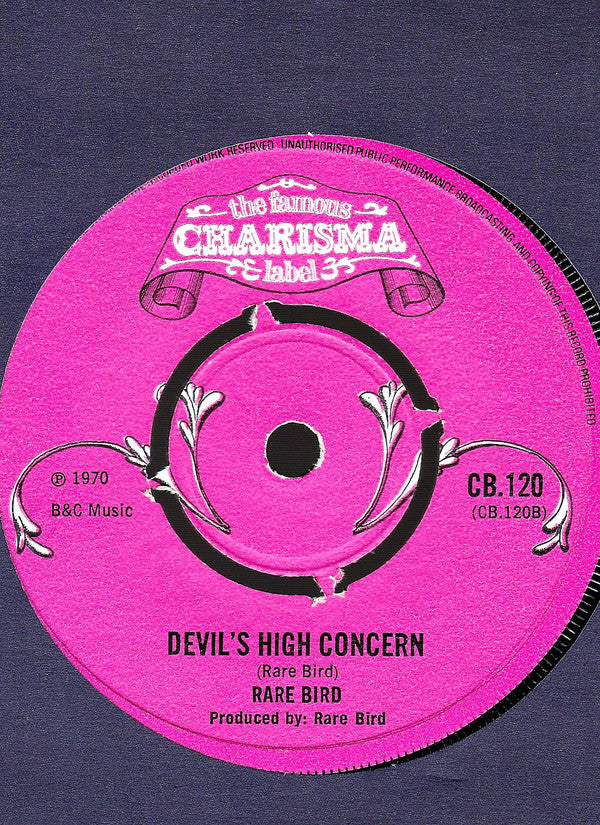 RECORDED WORK RESERVED · UNAUTHORISED PUBLIC PERFORMANCE BROADCASTING AND COPYING OF THIS RECORD PROHIBITED
the famous
CHARISMA
label
℗ 1970
B&C Music
CB.120
(CB.120B)
DEVIL'S HIGH CONCERN
(Rare Bird)
RARE BIRD
Produced by: Rare Bird